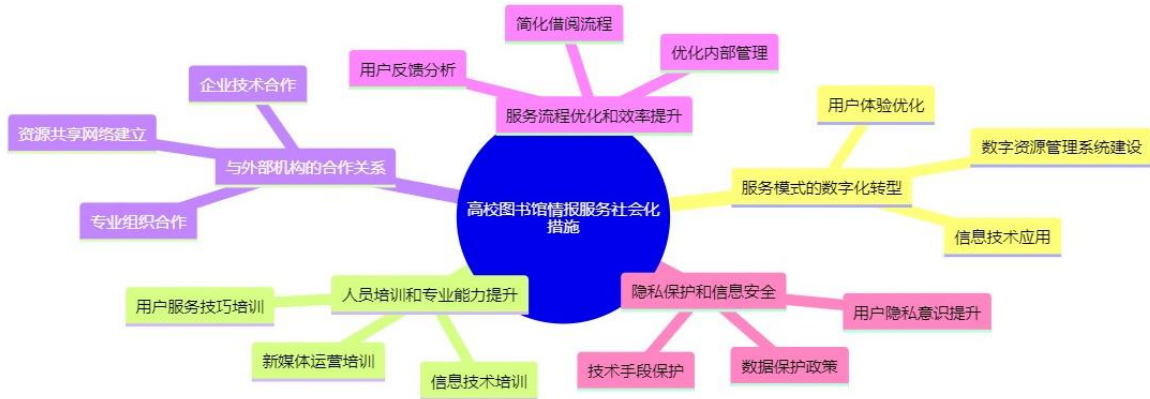 简化借阅流程
优化内部管理
用户反馈分析
服务流程优化和效率提升
企业技术合作
资源共享网络建立
与外部机构的合作关系
专业组织合作
用户体验优化
数字资源管理系统建设
服务模式的数字化转型
信息技术应用
高校图书馆情报服务社会化
措施
人员培训和专业能力提升
用户服务技巧培训
新媒体运营培训
信息技术培训
隐私保护和信息安全
用户隐私意识提升
技术手段保护
数据保护政策